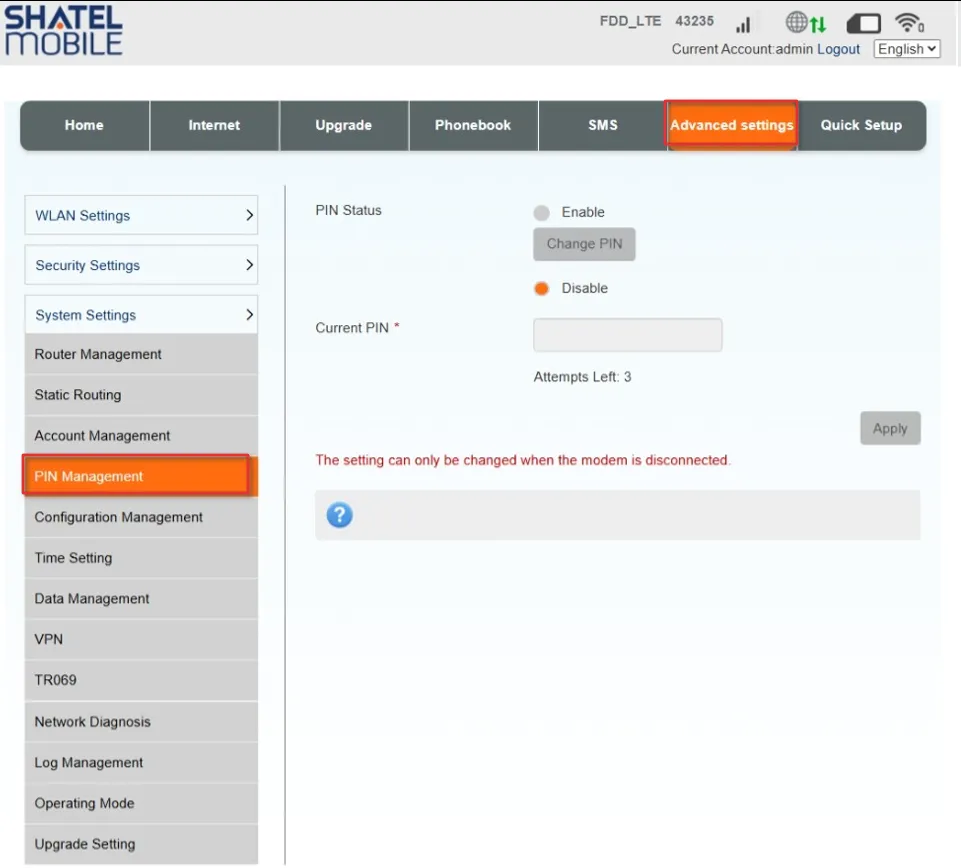 SHATEL
MOBILE
FDD_LTE 43235
0
Current Account:admin Logout English
Home Internet Upgrade Phonebook SMS Advanced settings Quick Setup
WLAN Settings
Security Settings
System Settings
Router Management
Static Routing
Account Management
PIN Management
Configuration Management
Time Setting
Data Management
VPN
TR069
Network Diagnosis
Log Management
Operating Mode
Upgrade Setting
PIN Status
Enable
Change PIN
Disable
Current PIN *
Attempts Left: 3
Apply
The setting can only be changed when the modem is disconnected.
?